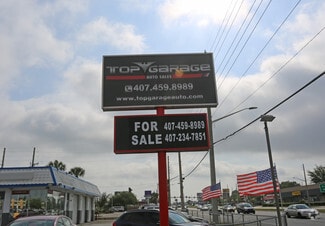 TOP GARAGE
AUTO SALES
407.459.8989
www.topgarageauto.com
FOR 407-459-8989
SALE 407-234-7851